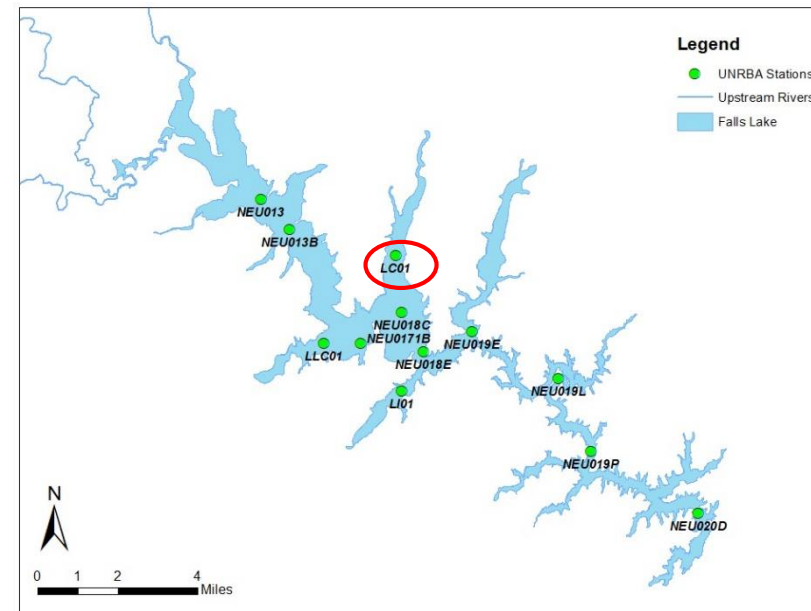 Legend
UNRBA Stations
Upstream Rivers
Falls Lake
NEU013
NEU013B
LC01
NEU018C
NEU0171B
NEU019E
LLC01
NEU018E
NEU019L
LI01
NEU019P
N
NEU020D
0 1 2 4
Miles